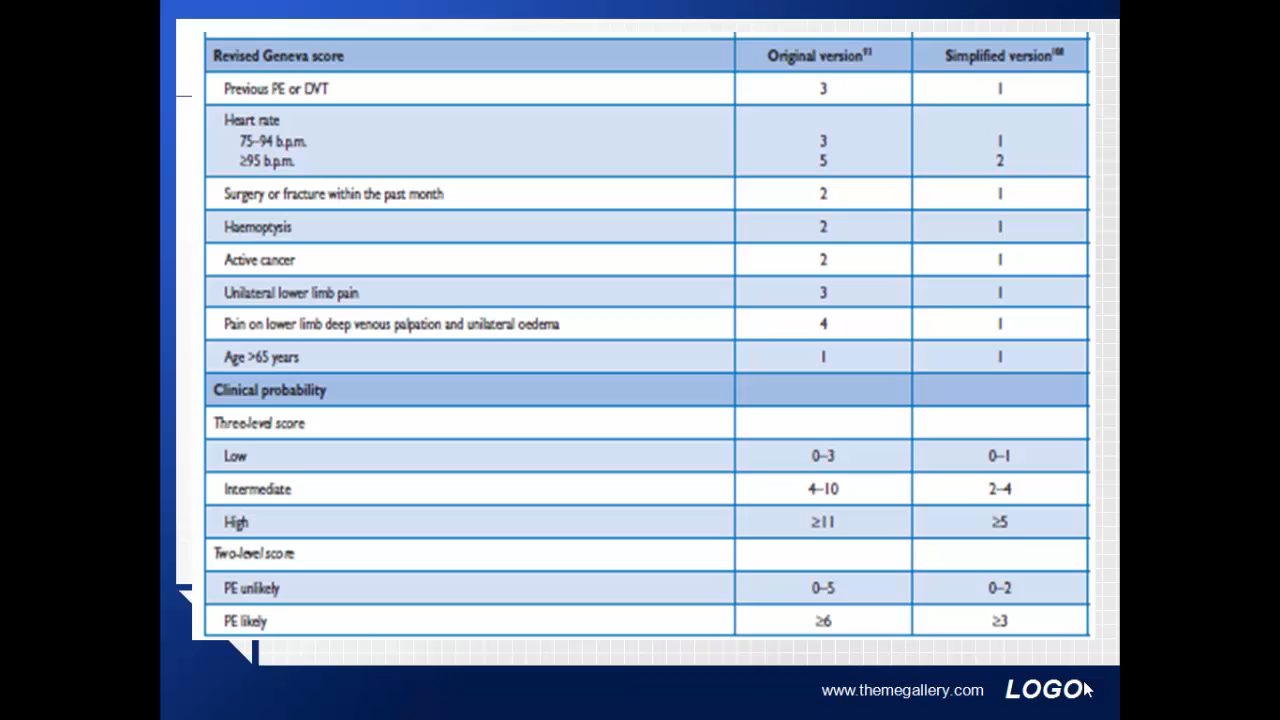 Revised Geneva score Original version⁹³ Simplified version¹⁰⁰
Previous PE or DVT 3 1
Heart rate
75–94 b.p.m. 3 1
≥95 b.p.m. 5 2
Surgery or fracture within the past month 2 1
Haemoptysis 2 1
Active cancer 2 1
Unilateral lower limb pain 3 1
Pain on lower limb deep venous palpation and unilateral oedema 4 1
Age >65 years 1 1
Clinical probability
Three-level score
Low 0–3 0–1
Intermediate 4–10 2–4
High ≥11 ≥5
Two-level score
PE unlikely 0–5 0–2
PE likely ≥6 ≥3
www.themegallery.com LOGO